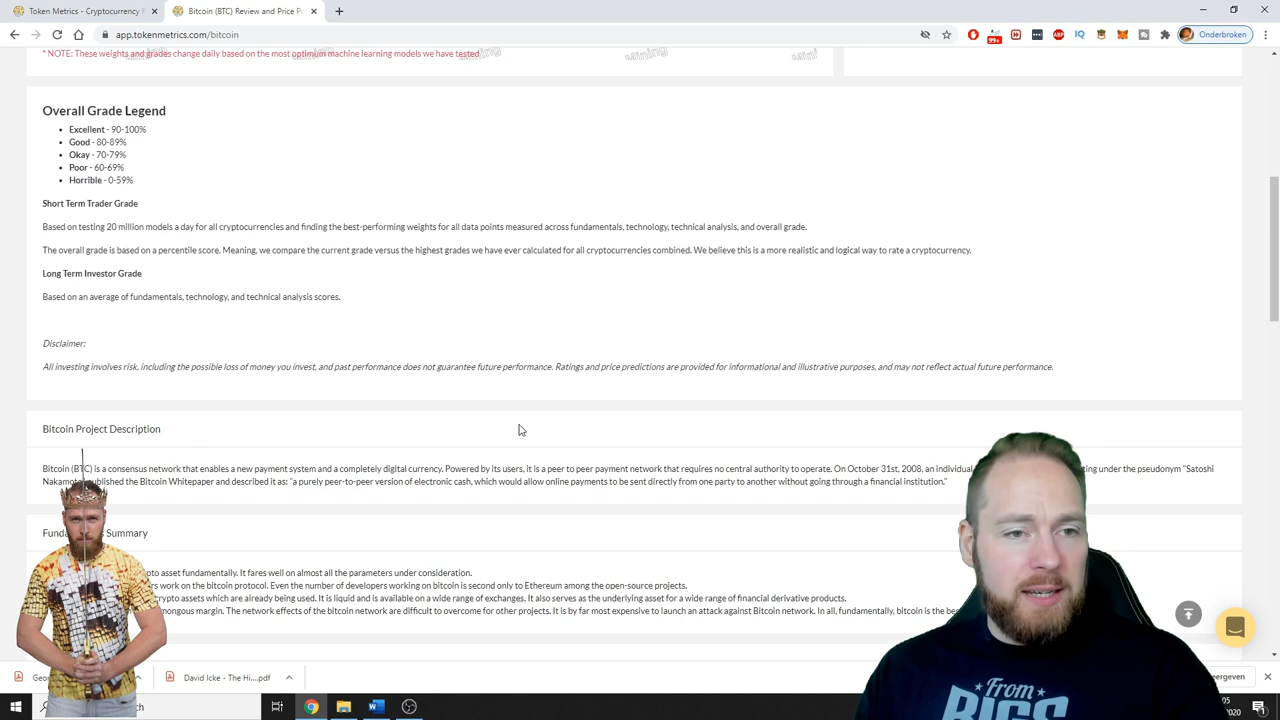 Token Metrics - Cryptocurrency
Bitcoin (BTC) Review and Price Pr
app.tokenmetrics.com/bitcoin
99+
ABP
IQ
Onderbroken
* NOTE: These weights and grades change daily based on the most optimum machine learning models we have tested
Mining
Overall Grade Legend
Excellent - 90-100%
Good - 80-89%
Okay - 70-79%
Poor - 60-69%
Horrible - 0-59%
Short Term Trader Grade
Based on testing 20 million models a day for all cryptocurrencies and finding the best-performing weights for all data points measured across fundamentals, technology, technical analysis, and overall grade.
The overall grade is based on a percentile score. Meaning, we compare the current grade versus the highest grades we have ever calculated for all cryptocurrencies combined. We believe this is a more realistic and logical way to rate a cryptocurrency.
Long Term Investor Grade
Based on an average of fundamentals, technology, and technical analysis scores.
Disclaimer:
All investing involves risk, including the possible loss of money you invest, and past performance does not guarantee future performance. Ratings and price predictions are provided for informational and illustrative purposes, and may not reflect actual future performance.
Bitcoin Project Description
Bitcoin (BTC) is a consensus network that enables a new payment system and a completely digital currency. Powered by its users, it is a peer to peer payment network that requires no central authority to operate. On October 31st, 2008, an individual under the pseudonym "Satoshi
published the Bitcoin Whitepaper and described it as: "a purely peer-to-peer version of electronic cash, which would allow online payments to be sent directly from one party to another without going through a financial institution."
Summary
asset fundamentally. It fares well on almost all the parameters under consideration.
work on the bitcoin protocol. Even the number of developers working on bitcoin is second only to Ethereum among the open-source projects.
crypto assets which are already being used. It is liquid and is available on a wide range of exchanges. It also serves as the underlying asset for a wide range of financial derivative products.
margin. The network effects of the bitcoin network are difficult to overcome for other projects. It is by far most expensive to launch an attack against Bitcoin network. In all, fundamentally, bitcoin is the
David Icke - The Hi....pdf
From
RIGS